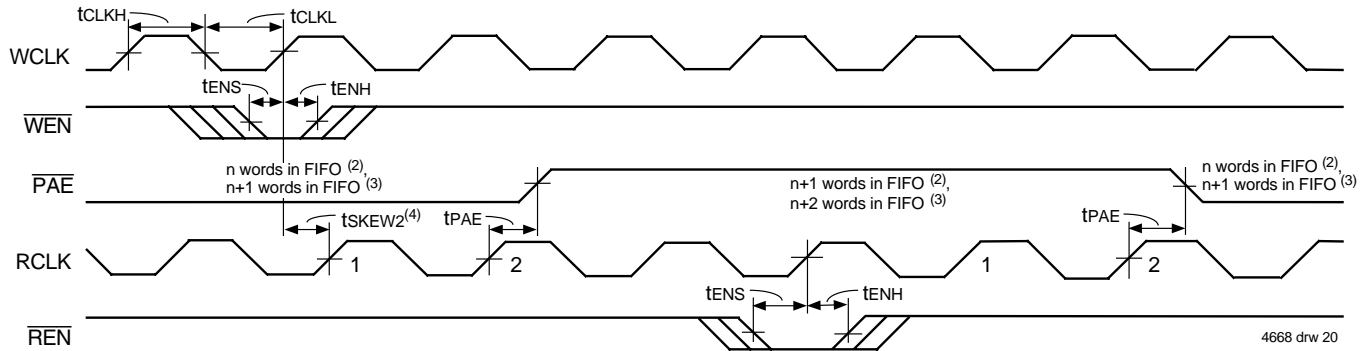 tCLKH
tCLKL
WCLK
tENS
tENH
WEN
n words in FIFO (2),
n+1 words in FIFO (3)
PAE
n+1 words in FIFO (2),
n+2 words in FIFO (3)
n words in FIFO (2),
n+1 words in FIFO (3)
tSKEW2(4)
tPAE
tPAE
RCLK
1
2
1
2
tENS
tENH
REN
4668 drw 20